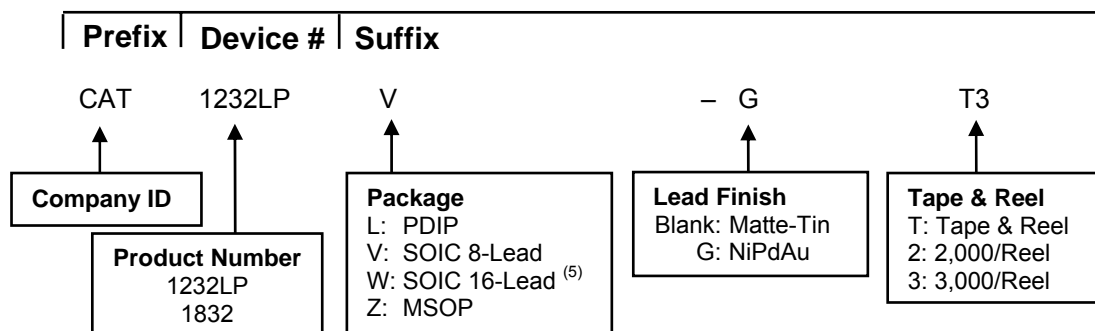 Prefix Device # Suffix
CAT 1232LP V – G T3
Company ID
Product Number
1232LP
1832
Package
L: PDIP
V: SOIC 8-Lead
W: SOIC 16-Lead (5)
Z: MSOP
Lead Finish
Blank: Matte-Tin
G: NiPdAu
Tape & Reel
T: Tape & Reel
2: 2,000/Reel
3: 3,000/Reel